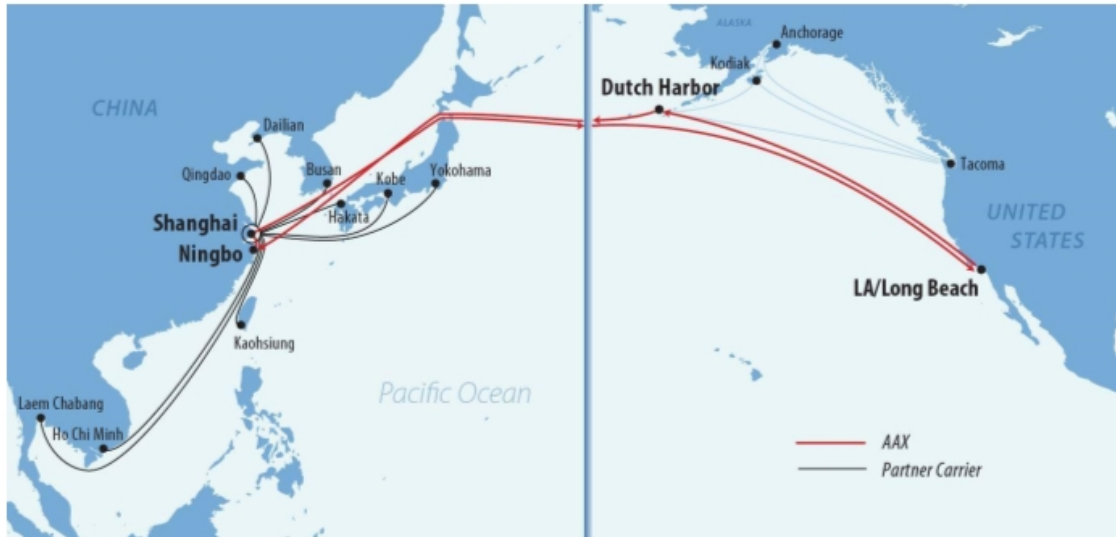 ALASKA
Anchorage
Kodiak
Dutch Harbor
CHINA
Dailian
Qingdao
Busan
Kobe
Yokohama
Tacoma
Hakata
Shanghai
Ningbo
UNITED
STATES
LA/Long Beach
Kaohsiung
Pacific Ocean
Laem Chabang
Ho Chi Minh
AAX
Partner Carrier